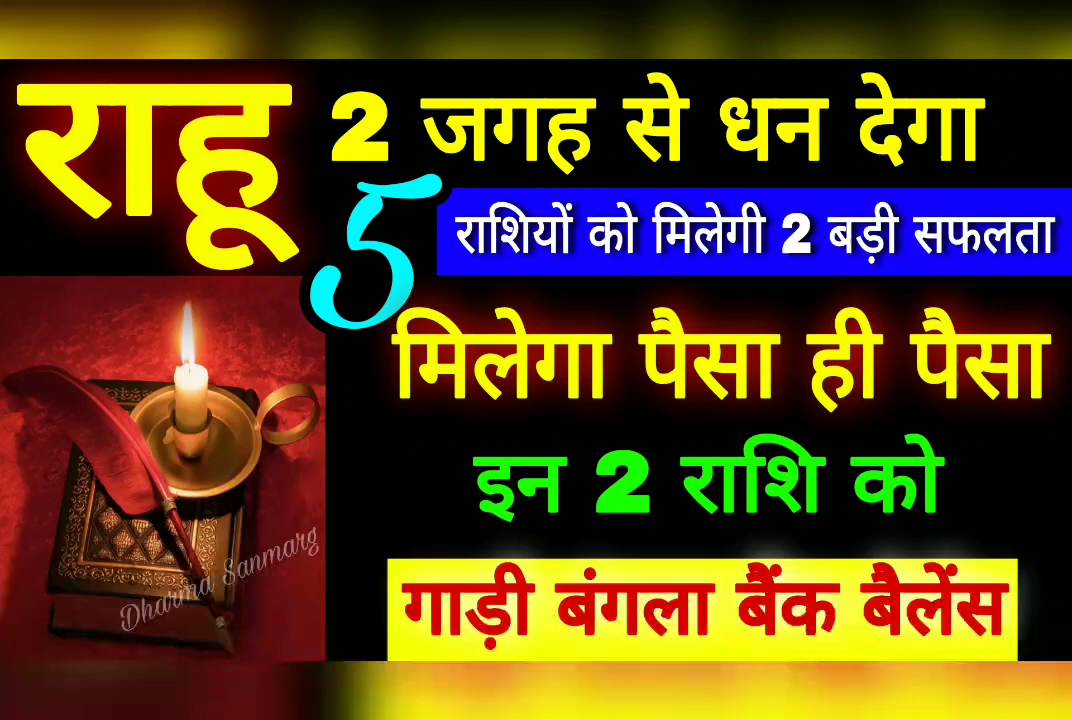 राहू 2 जगह से धन देगा
5 राशियों को मिलेगी 2 बड़ी सफलता
मिलेगा पैसा ही पैसा
इन 2 राशि को
गाड़ी बंगला बैंक बैलेंस
Dharma Sanmarg